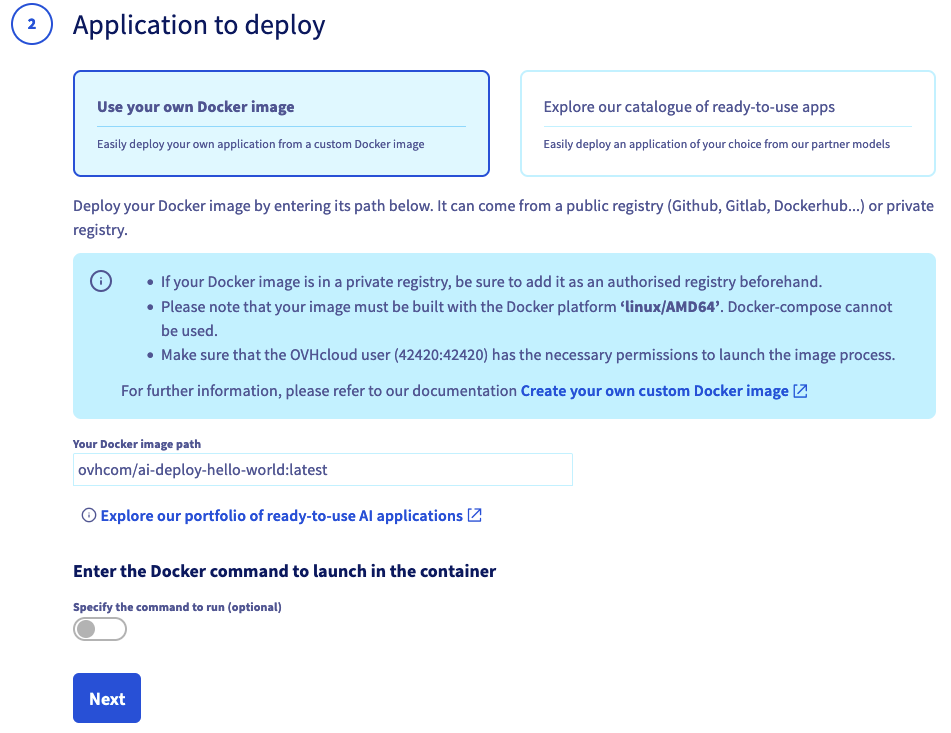 2
Application to deploy
Use your own Docker image
Easily deploy your own application from a custom Docker image
Explore our catalogue of ready-to-use apps
Easily deploy an application of your choice from our partner models
Deploy your Docker image by entering its path below. It can come from a public registry (Github, Gitlab, Dockerhub...) or private
registry.
• If your Docker image is in a private registry, be sure to add it as an authorised registry beforehand.
• Please note that your image must be built with the Docker platform ‘linux/AMD64’. Docker-compose cannot
be used.
• Make sure that the OVHcloud user (42420:42420) has the necessary permissions to launch the image process.
For further information, please refer to our documentation Create your own custom Docker image
Your Docker image path
ovhcom/ai-deploy-hello-world:latest
Explore our portfolio of ready-to-use AI applications
Enter the Docker command to launch in the container
Specify the command to run (optional)
Next